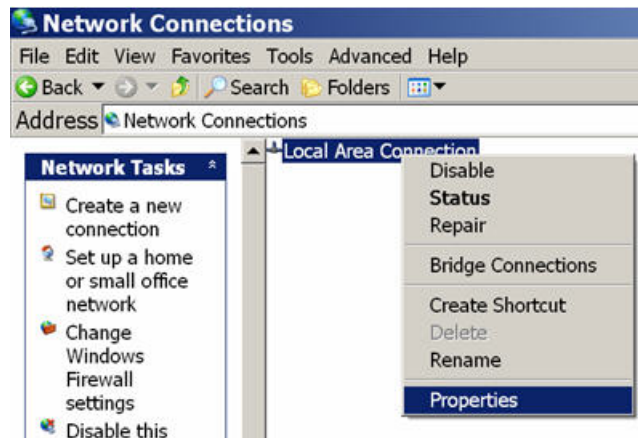 Network Connections
File Edit View Favorites Tools Advanced Help
Back Search Folders
Address Network Connections
Network Tasks
Create a new
connection
Set up a home
or small office
network
Change
Windows
Firewall
settings
Disable this
Local Area Connection
Disable
Status
Repair
Bridge Connections
Create Shortcut
Delete
Rename
Properties